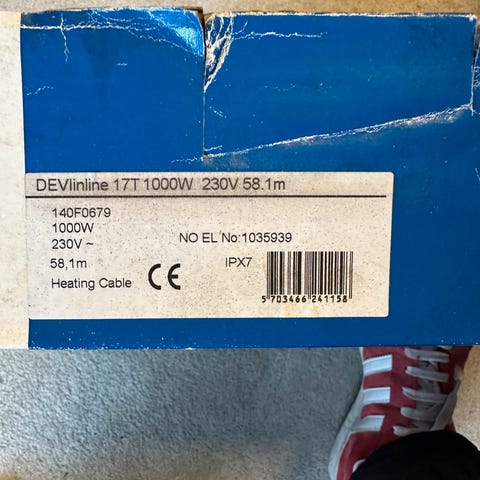 DEVIinline 17T 1000W 230V 58.1m
140F0679
1000W
230V ~
NO EL No:1035939
58,1m
IPX7
Heating Cable
CE
5 703466 241158